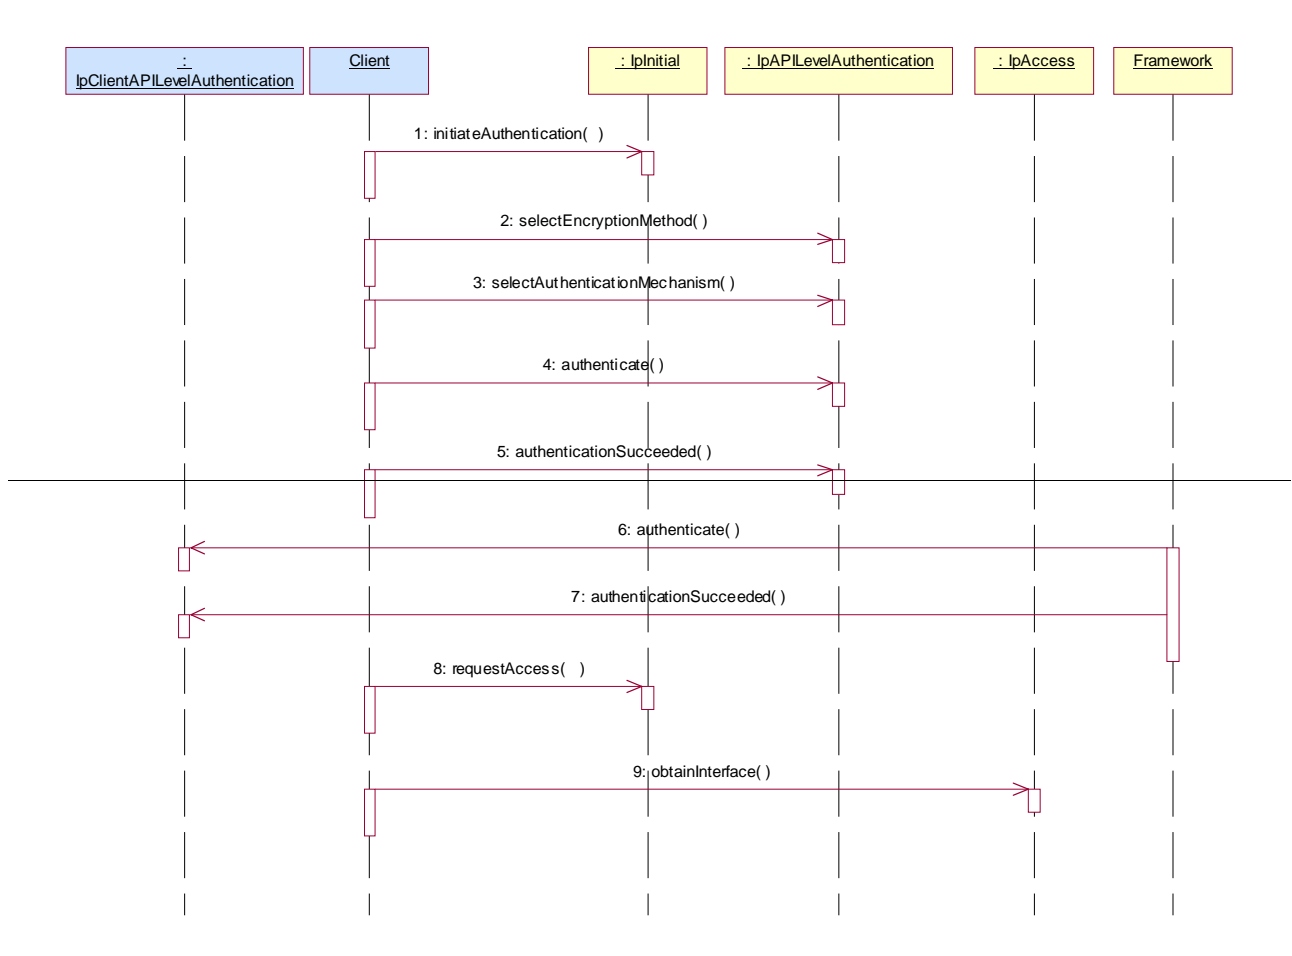 :
IpClientAPILevelAuthentication
Client
: IpInitial
: IpAPILevelAuthentication
: IpAccess
Framework
1: initiateAuthentication( )
2: selectEncryptionMethod( )
3: selectAuthenticationMechanism( )
4: authenticate( )
5: authenticationSucceeded( )
6: authenticate( )
7: authenticationSucceeded( )
8: requestAccess( )
9: obtainInterface( )